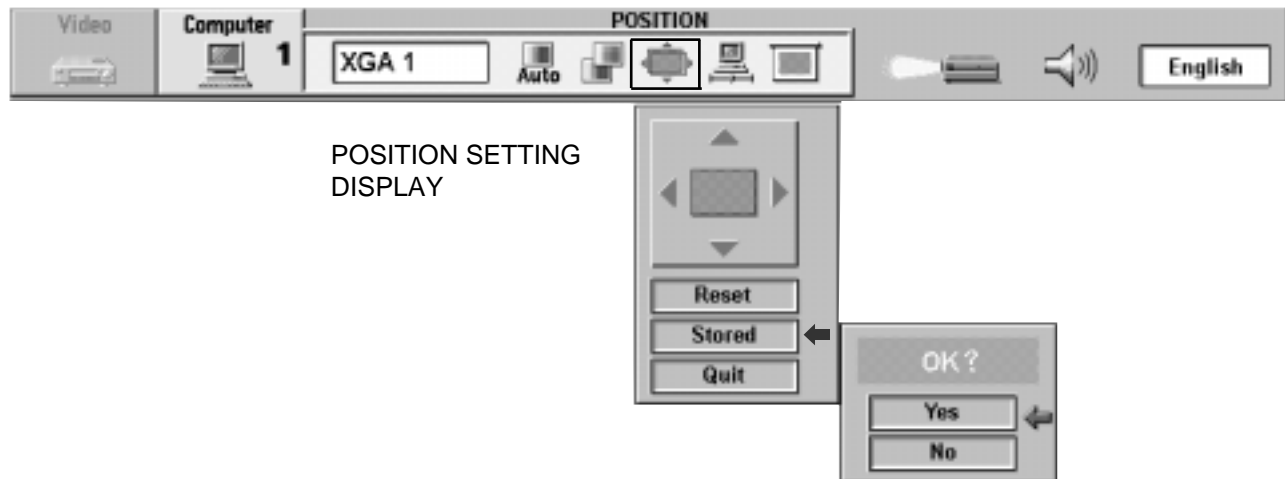 POSITION
Video
Computer
1
XGA 1
Auto
English
POSITION SETTING
DISPLAY
Reset
Stored
Quit
OK?
Yes
No